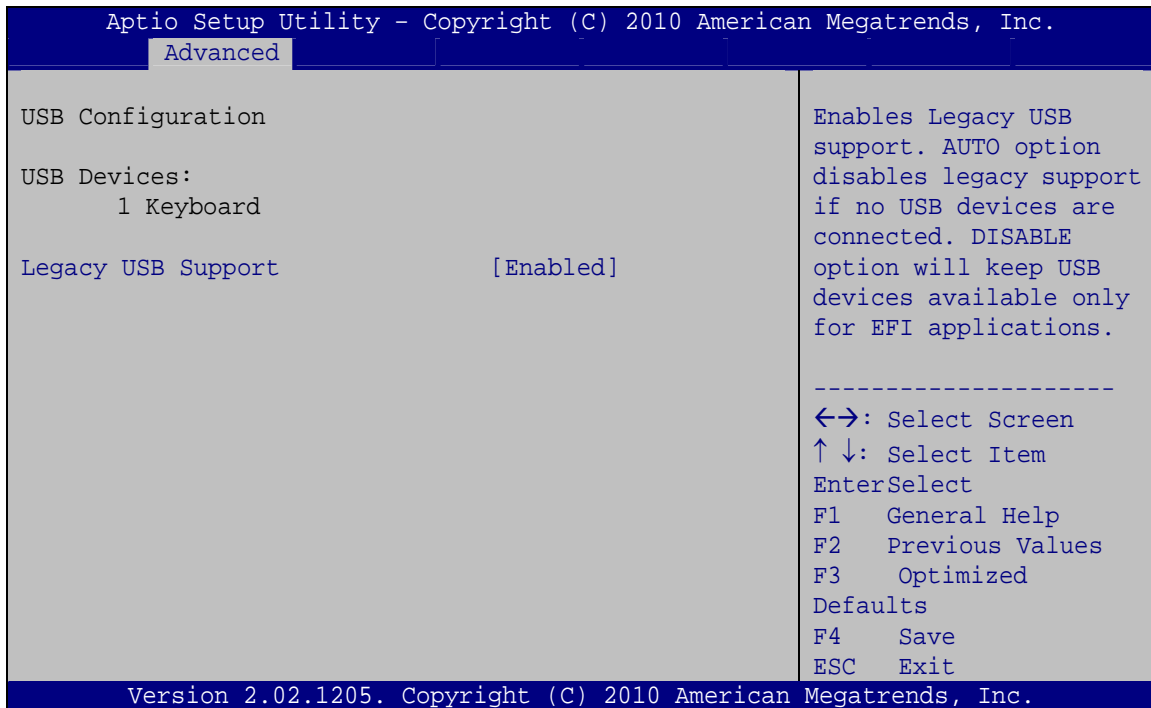 Aptio Setup Utility – Copyright (C) 2010 American Megatrends, Inc.
Advanced
USB Configuration
USB Devices:
1 Keyboard
Legacy USB Support [Enabled]
Enables Legacy USB
support. AUTO option
disables legacy support
if no USB devices are
connected. DISABLE
option will keep USB
devices available only
for EFI applications.
---------------------
←→: Select Screen
↑ ↓: Select Item
EnterSelect
F1 General Help
F2 Previous Values
F3 Optimized
Defaults
F4 Save
ESC Exit
Version 2.02.1205. Copyright (C) 2010 American Megatrends, Inc.